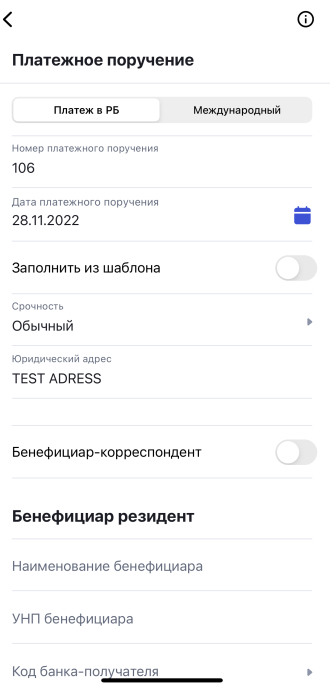 Платежное поручение
Платеж в РБ
Международный
Номер платежного поручения
106
Дата платежного поручения
28.11.2022
Заполнить из шаблона
Срочность
Обычный
Юридический адрес
TEST ADRESS
Бенефициар-корреспондент
Бенефициар резидент
Наименование бенефициара
УНП бенефициара
Код банка-получателя